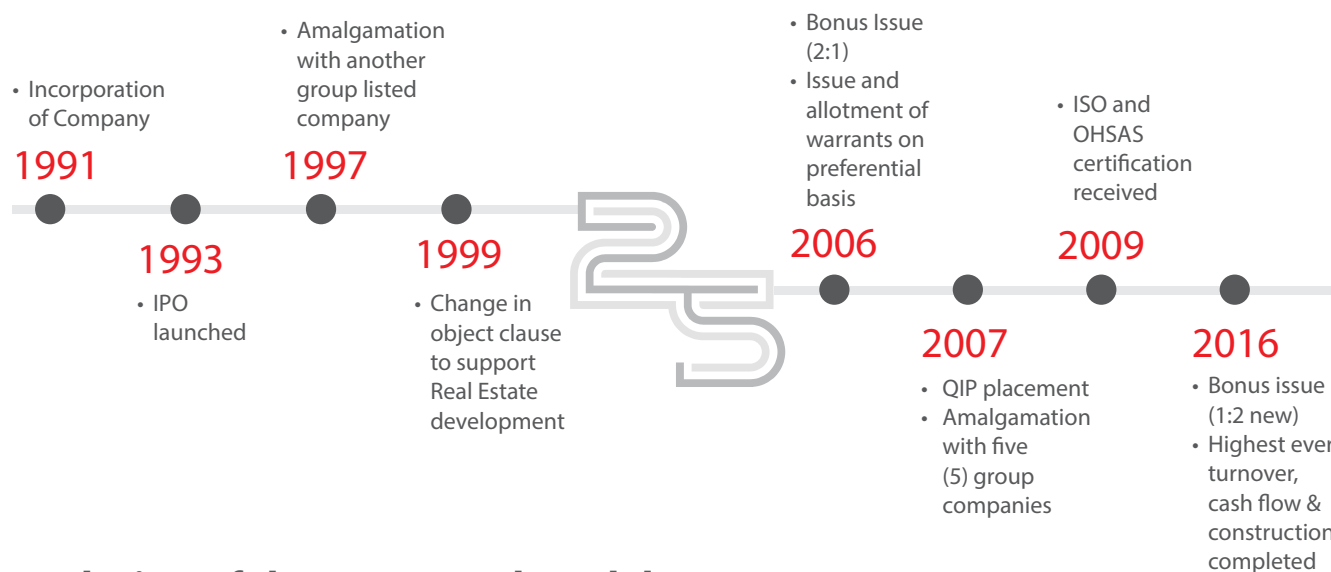 • Incorporation
of Company
1991
1993
• IPO
launched
• Amalgamation
with another
group listed
company
1997
1999
• Change in
object clause
to support
Real Estate
development
25
• Bonus Issue
(2:1)
• Issue and
allotment of
warrants on
preferential
basis
2006
2007
• QIP placement
• Amalgamation
with five
(5) group
companies
• ISO and
OHSAS
certification
received
2009
2016
• Bonus issue
(1:2 new)
• Highest ever
turnover,
cash flow &
construction
completed